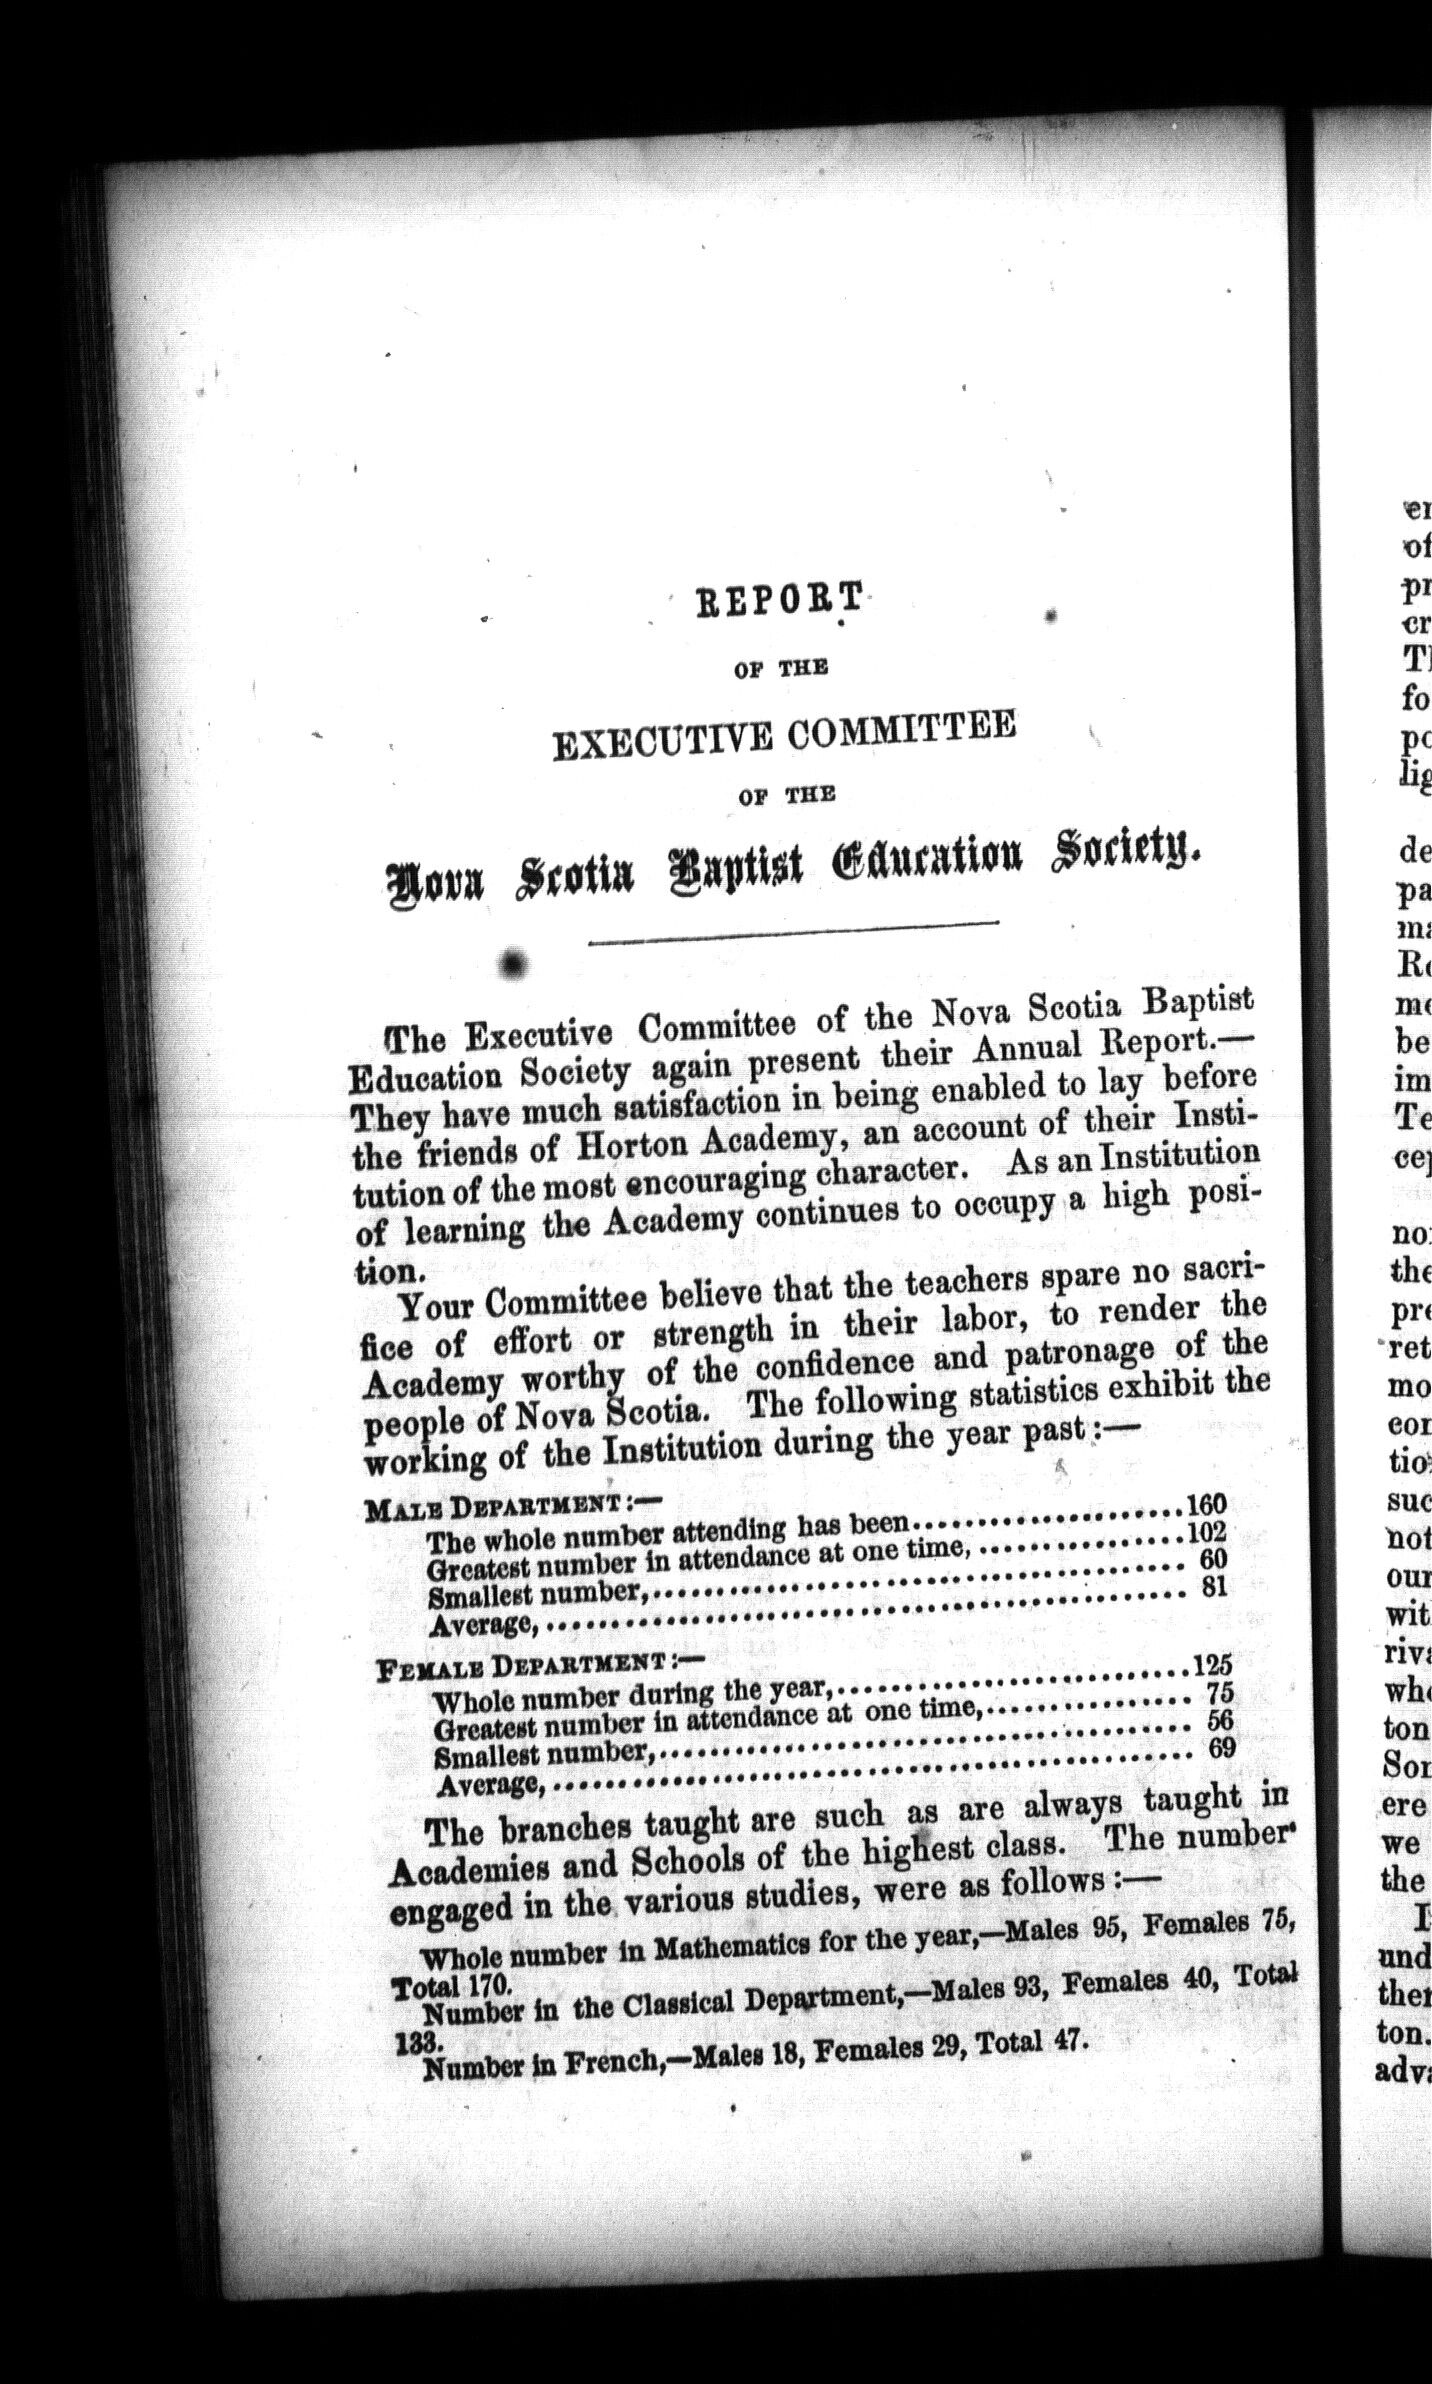 REPORT
OF THE
EXECUTIVE COMMITTEE
OF THE
Nova Scotia Baptist Education Society.
The Executive Committee of the Nova Scotia Baptist
Education Society again present their Annual Report.—
They have much satisfaction in being enabled to lay before
the friends of Horton Academy, an account of their Insti-
tution of the most encouraging character. As an Institution
of learning the Academy continues to occupy a high posi-
tion.
Your Committee believe that the teachers spare no sacri-
fice of effort or strength in their labor, to render the
Academy worthy of the confidence and patronage of the
people of Nova Scotia. The following statistics exhibit the
working of the Institution during the year past:—
MALE DEPARTMENT:—
The whole number attending has been.....................160
Greatest number in attendance at one time,................102
Smallest number,.......................................... 60
Average,.................................................. 81
FEMALE DEPARTMENT:—
Whole number during the year,............................125
Greatest number in attendance at one time,................ 75
Smallest number,.......................................... 56
Average,.................................................. 69
The branches taught are such as are always taught in
Academies and Schools of the highest class. The number
engaged in the various studies, were as follows:—
Whole number in Mathematics for the year,—Males 95, Females 75,
Total 170.
Number in the Classical Department,—Males 93, Females 40, Total
133.
Number in French,—Males 18, Females 29, Total 47.